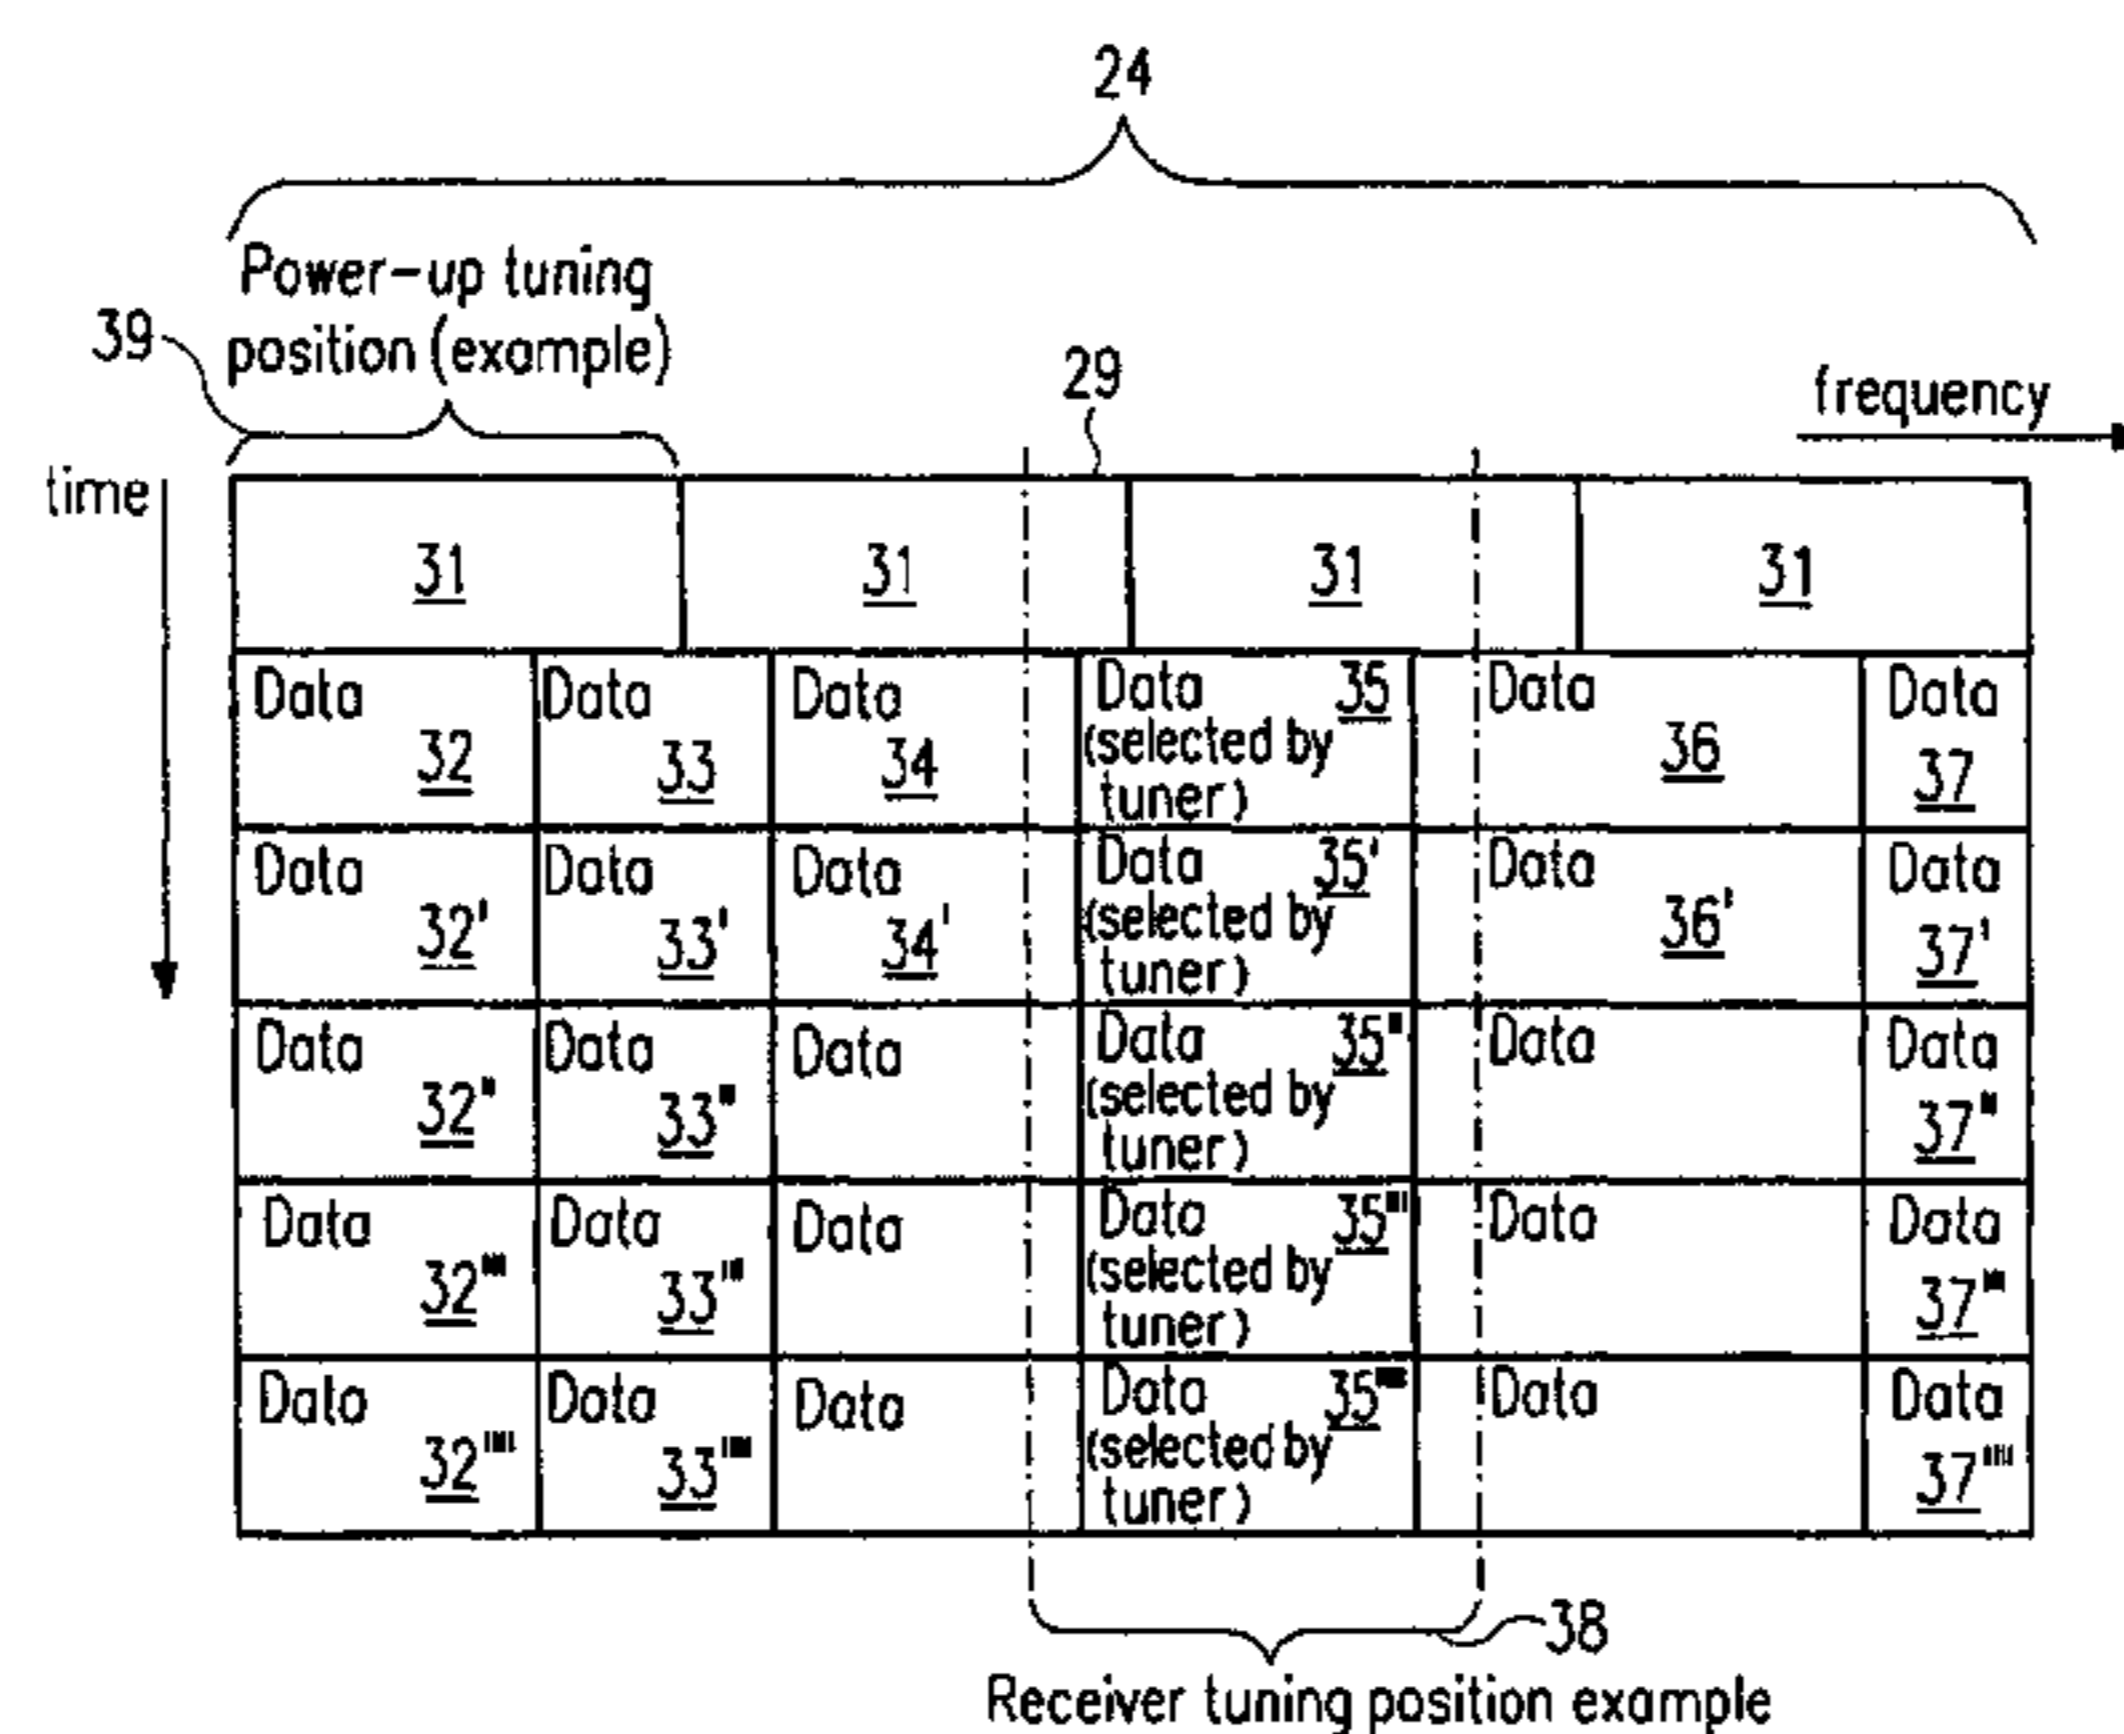 24
Power-up tuning
position (example)
39
29
frequency
time
31 31 31 31
Data 32 Data 33 Data 34 Data 35 (selected by tuner) Data 36 Data 37
Data 32' Data 33' Data 34' Data 35' (selected by tuner) Data 36' Data 37'
Data 32'' Data 33'' Data Data 35'' (selected by tuner) Data Data 37''
Data 32''' Data 33''' Data Data 35''' (selected by tuner) Data Data 37'''
Data 32'''' Data 33'''' Data Data 35'''' (selected by tuner) Data Data 37''''
38
Receiver tuning position example